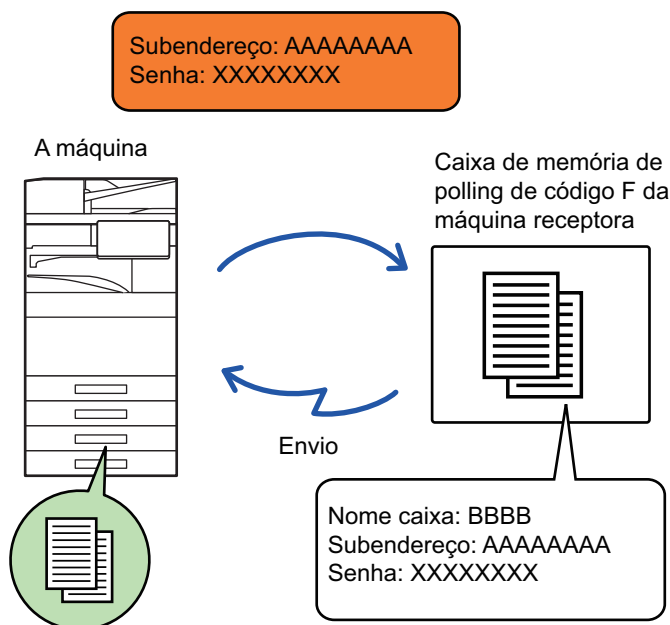 Subendereço: AAAAAAAA
Senha: XXXXXXXX
A máquina
Caixa de memória de
polling de código F da
máquina receptora
Envio
Nome caixa: BBBB
Subendereço: AAAAAAAA
Senha: XXXXXXXX